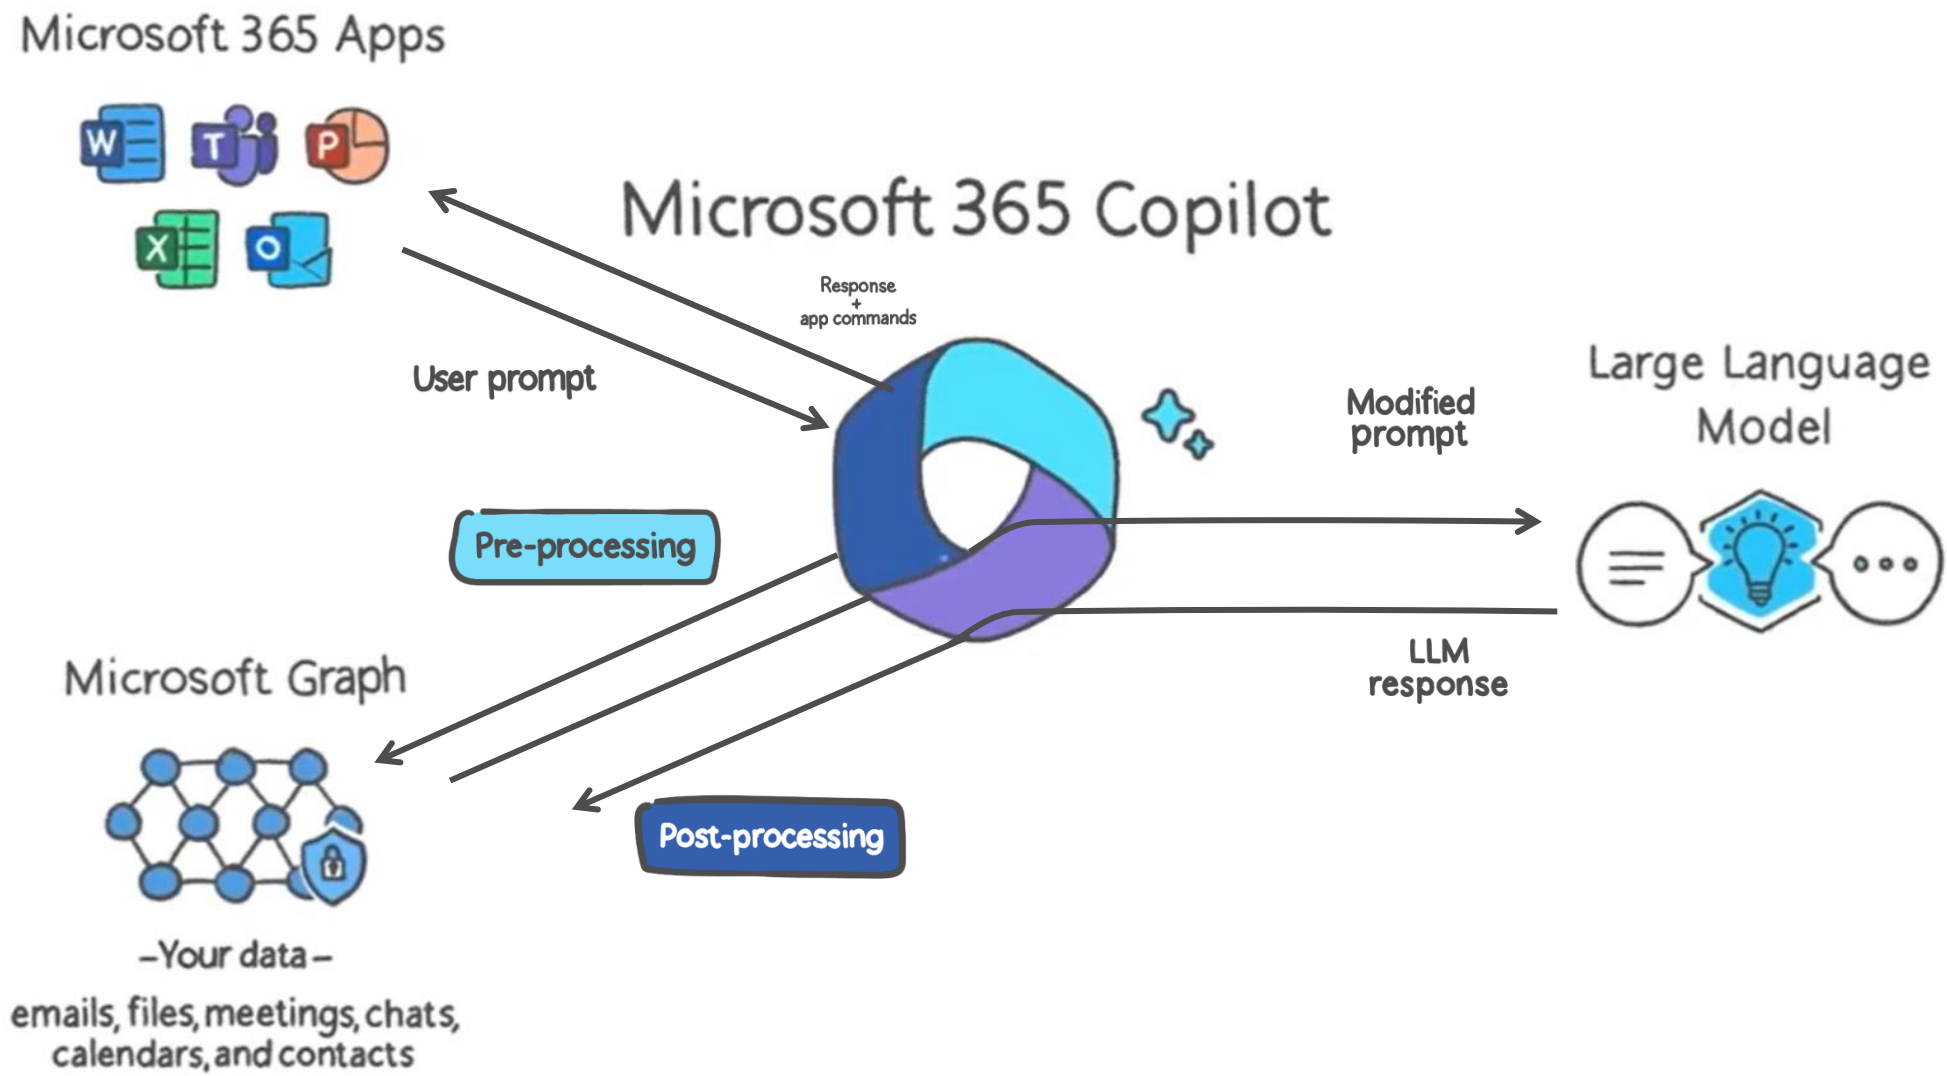 Microsoft 365 Apps
W
T
P
X
O
Microsoft 365 Copilot
Response
+
app commands
User prompt
Modified
prompt
Large Language
Model
Pre-processing
LLM
response
Microsoft Graph
Post-processing
–Your data–
emails, files, meetings, chats,
calendars, and contacts